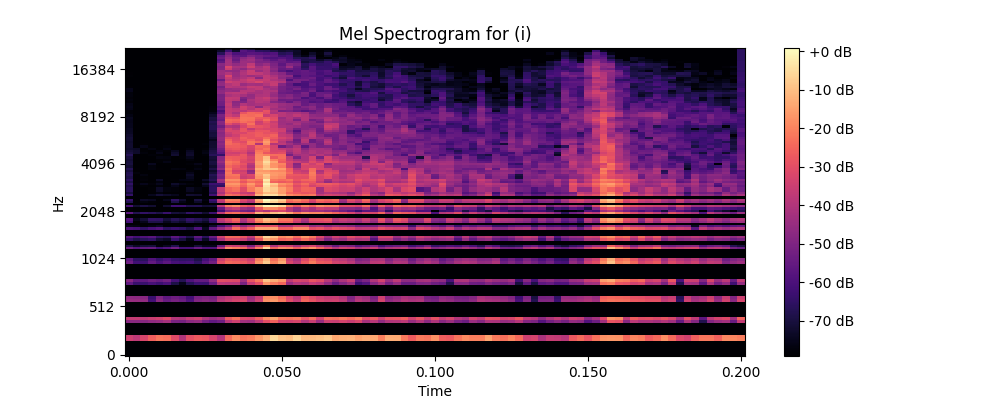 Mel Spectrogram for (i)
Hz
16384
8192
4096
2048
1024
512
0
0.000 0.050 0.100 0.150 0.200
Time
+0 dB
-10 dB
-20 dB
-30 dB
-40 dB
-50 dB
-60 dB
-70 dB